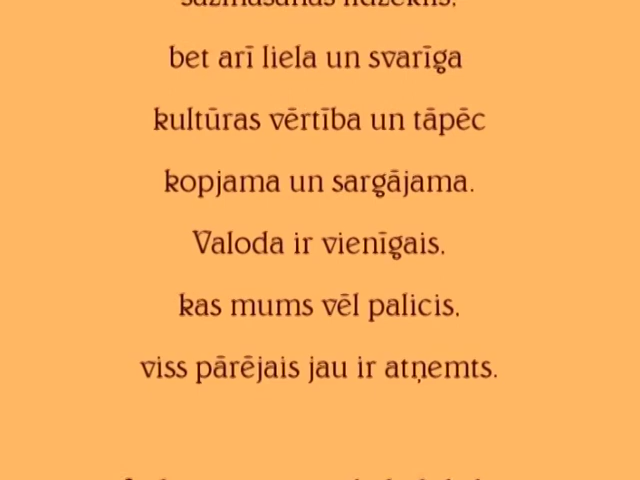 bet arī liela un svarīga
kultūras vērtība un tāpēc
kopjama un sargājama.
Valoda ir vienīgais,
kas mums vēl palicis,
viss pārējais jau ir atņemts.